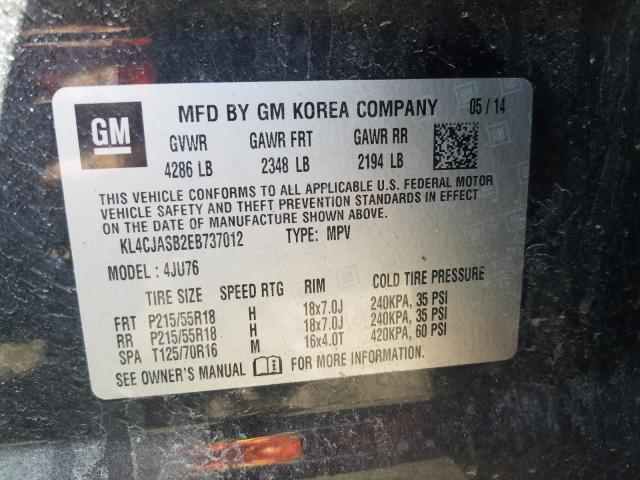 GM
MFD BY GM KOREA COMPANY 05/14
GVWR GAWR FRT GAWR RR
4286 LB 2348 LB 2194 LB
THIS VEHICLE CONFORMS TO ALL APPLICABLE U.S. FEDERAL MOTOR
VEHICLE SAFETY AND THEFT PREVENTION STANDARDS IN EFFECT
ON THE DATE OF MANUFACTURE SHOWN ABOVE.
KL4CJASB2EB737012 TYPE: MPV
MODEL: 4JU76
TIRE SIZE SPEED RTG RIM COLD TIRE PRESSURE
FRT P215/55R18 H 18x7.0J 240KPA, 35 PSI
RR P215/55R18 H 18x7.0J 240KPA, 35 PSI
SPA T125/70R16 M 16x4.0T 420KPA, 60 PSI
SEE OWNER'S MANUAL FOR MORE INFORMATION.